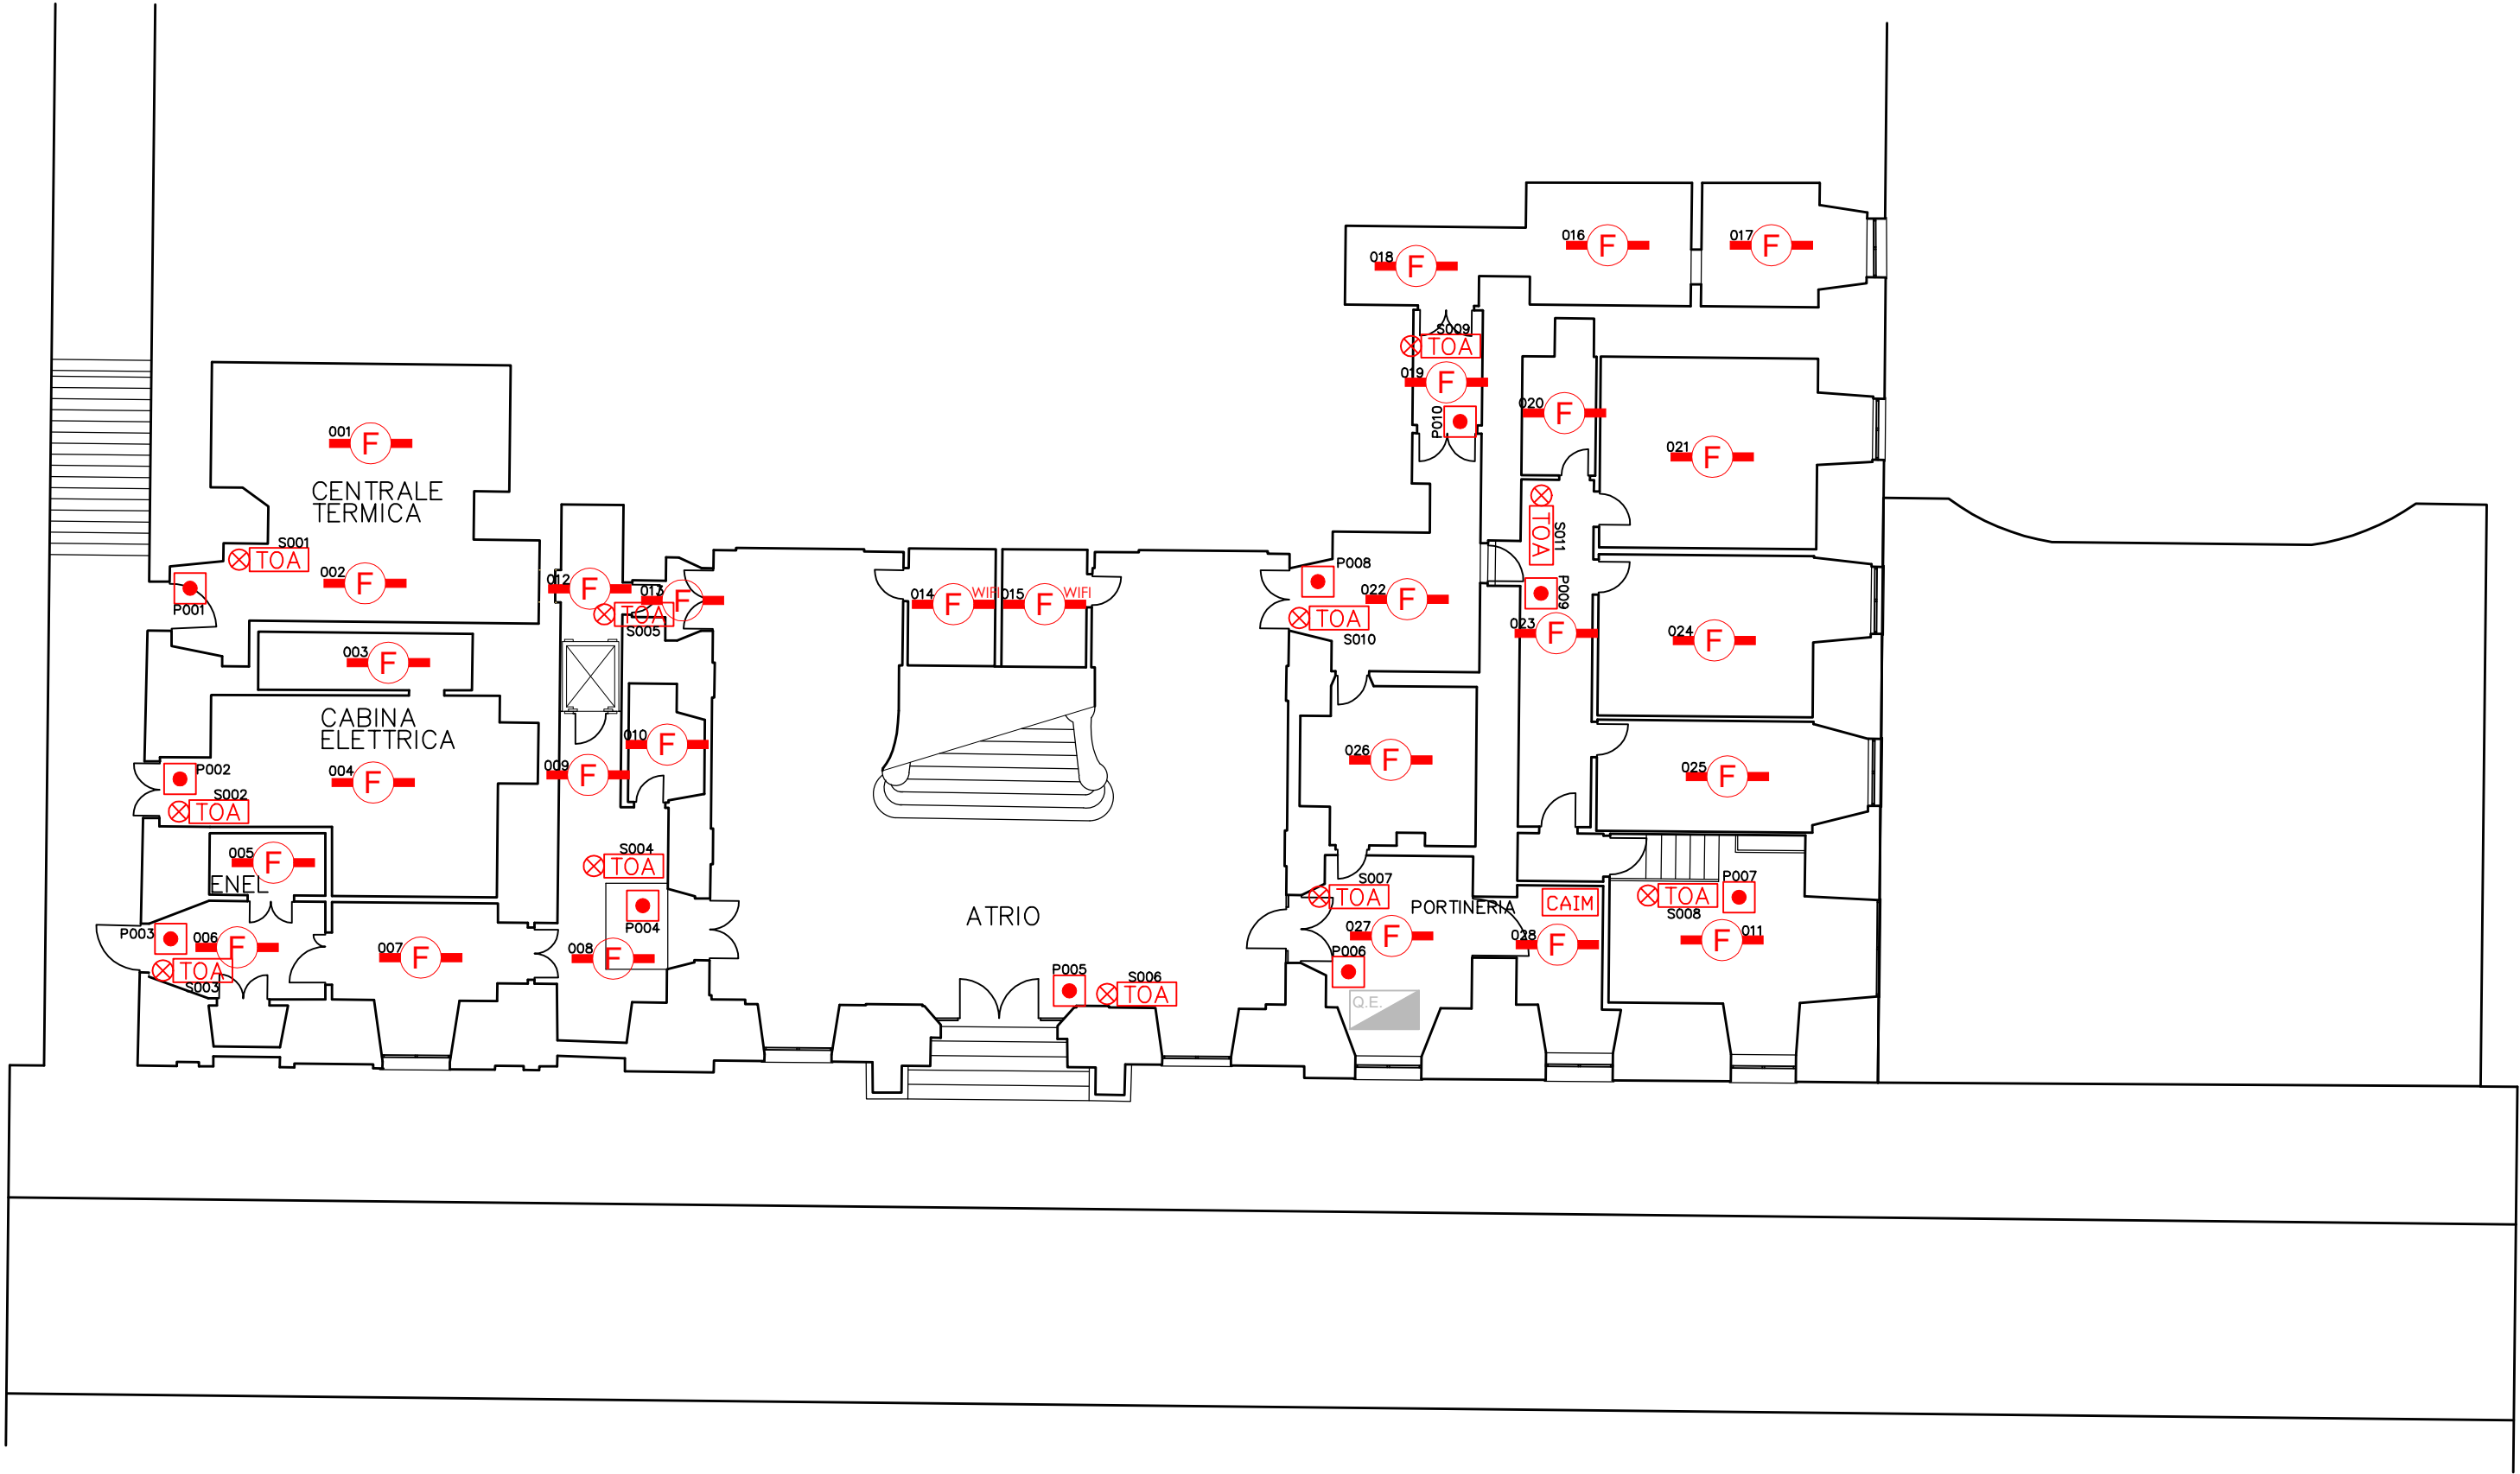 017
F
016
F
018
F
S009
TOA
019
F
P010
020
F
001
F
021
F
CENTRALE
TERMICA
S011
TOA
S001
TOA
P008
002
F
012
F
P001
013
F
TOA
S005
014
F
WIFI
015
F
WIFI
022
F
P009
TOA
S010
023
F
024
F
003
F
CABINA
ELETTRICA
010
F
026
F
P002
004
F
009
F
025
F
S002
TOA
S004
TOA
005
F
ENEL
S007
TOA
P007
TOA
S008
CAIM
PORTINERIA
ATRIO
P004
P003
006
F
027
F
028
F
F
011
007
F
008
F
P006
TOA
S003
P005
S006
TOA
Q.E.